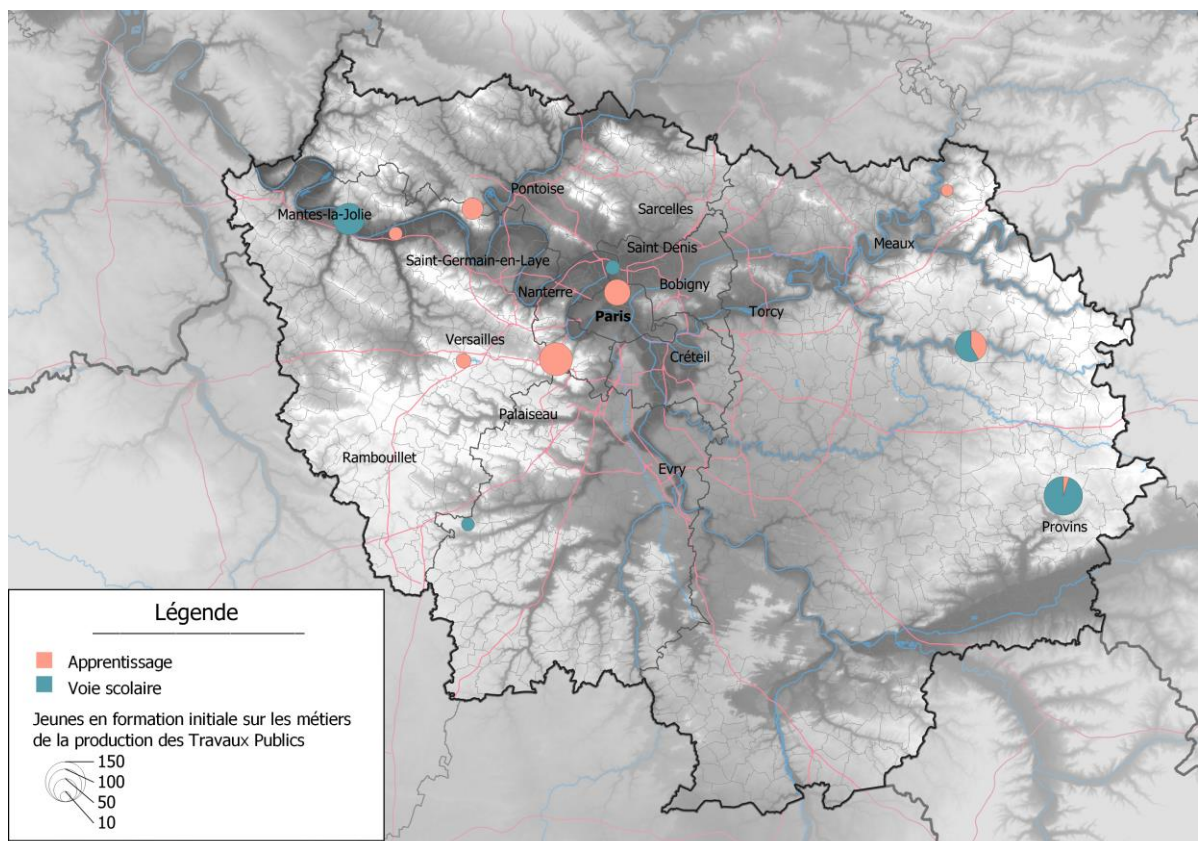 Pontoise
Mantes-la-Jolie
Sarcelles
Saint Denis
Meaux
Saint-Germain-en-Laye
Nanterre
Bobigny
Paris
Torcy
Versailles
Créteil
Palaiseau
Rambouillet
Evry
Provins
Légende
Apprentissage
Voie scolaire
Jeunes en formation initiale sur les métiers
de la production des Travaux Publics
150
100
50
10